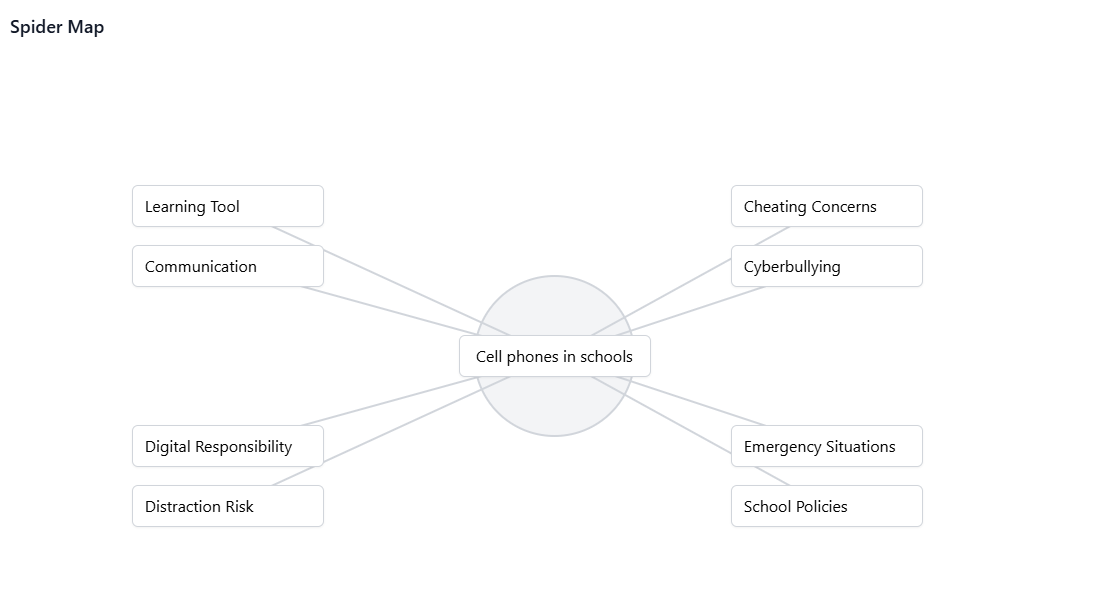 Spider Map
Learning Tool
Communication
Cheating Concerns
Cyberbullying
Cell phones in schools
Digital Responsibility
Distraction Risk
Emergency Situations
School Policies